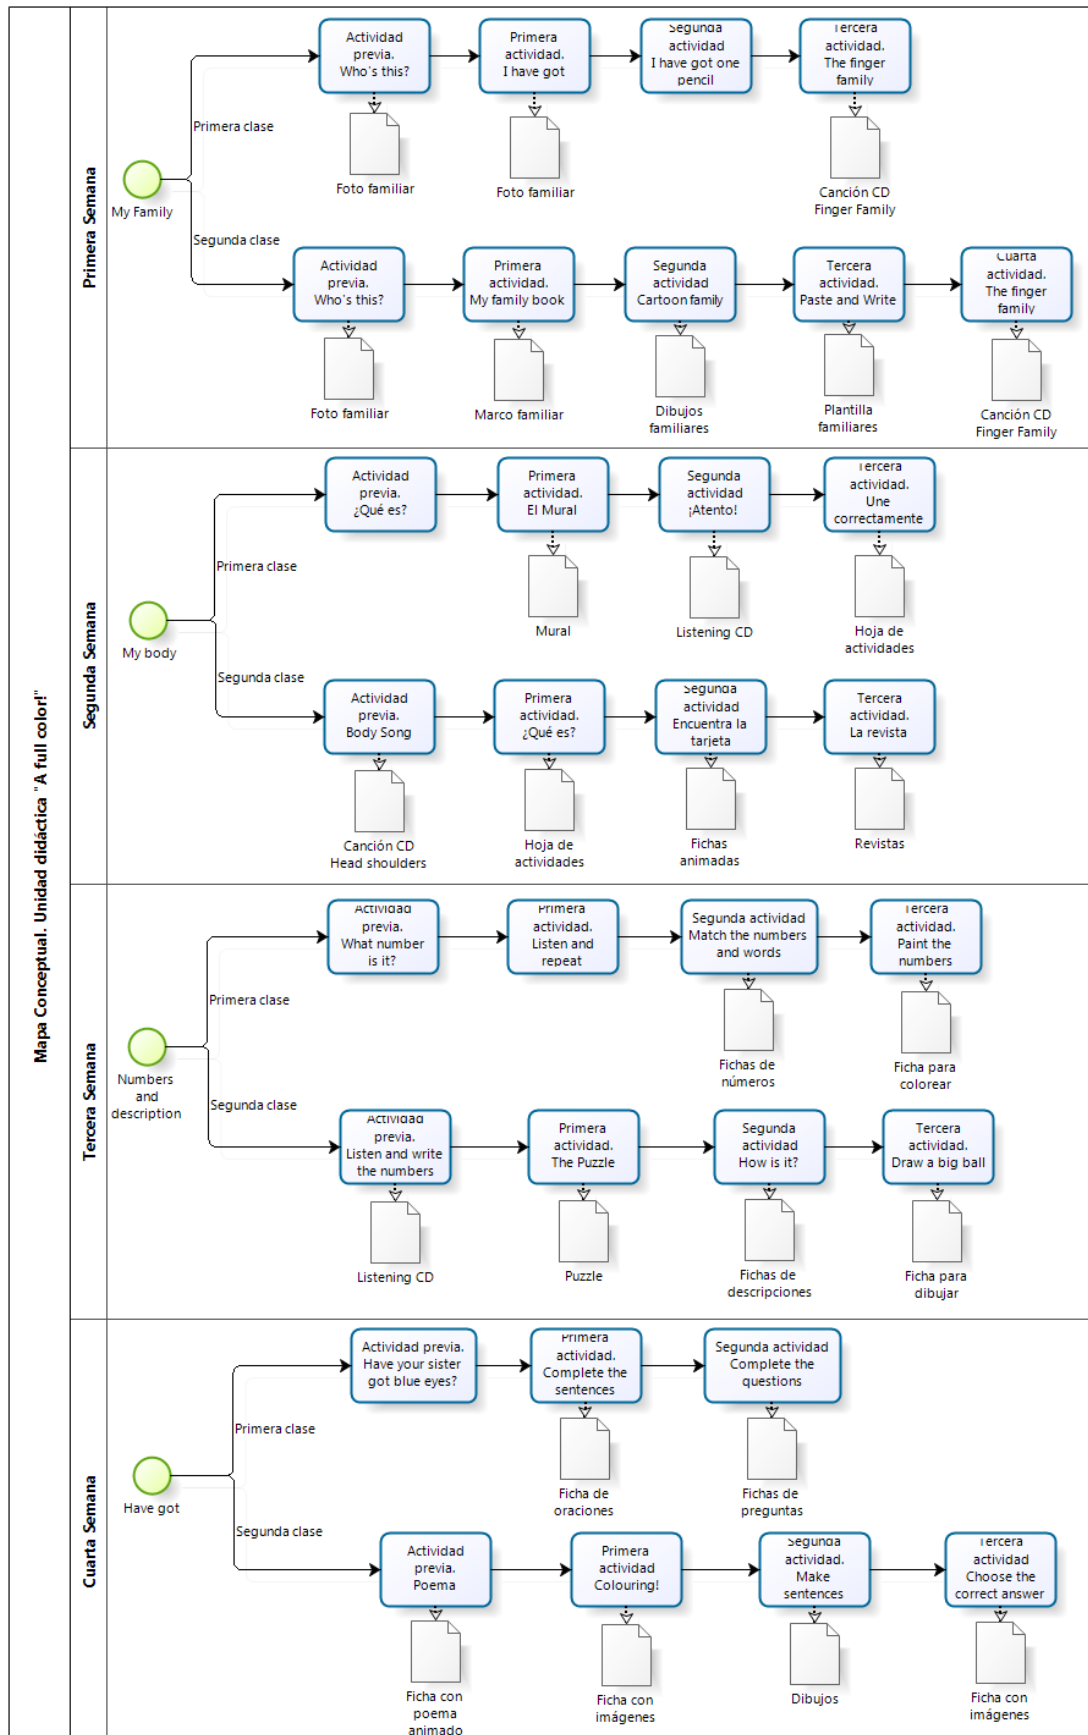 Mapa Conceptual. Unidad didáctica "A full color!"
Primera Semana
My Family
Primera clase
Actividad
previa.
Who's this?
Primera
actividad.
I have got
Segunda
actividad
I have got one
pencil
Tercera
actividad.
The finger
family
Foto familiar
Foto familiar
Canción CD
Finger Family
Segunda clase
Actividad
previa.
Who's this?
Primera
actividad.
My family book
Segunda
actividad
Cartoon family
Tercera
actividad.
Paste and Write
Cuarta
actividad.
The finger
family
Foto familiar
Marco familiar
Dibujos
familiares
Plantilla
familiares
Canción CD
Finger Family
Segunda Semana
My body
Primera clase
Actividad
previa.
¿Qué es?
Primera
actividad.
El Mural
Segunda
actividad
¡Atento!
Tercera
actividad.
Une
correctamente
Mural
Listening CD
Hoja de
actividades
Segunda clase
Actividad
previa.
Body Song
Primera
actividad.
¿Qué es?
Segunda
actividad
Encuentra la
tarjeta
Tercera
actividad.
La revista
Canción CD
Head shoulders
Hoja de
actividades
Fichas
animadas
Revistas
Tercera Semana
Numbers
and
description
Primera clase
Actividad
previa.
What number
is it?
Primera
actividad.
Listen and
repeat
Segunda actividad
Match the numbers
and words
Tercera
actividad.
Paint the
numbers
Fichas de
números
Ficha para
colorear
Segunda clase
Actividad
previa.
Listen and write
the numbers
Primera
actividad.
The Puzzle
Segunda
actividad
How is it?
Tercera
actividad.
Draw a big ball
Listening CD
Puzzle
Fichas de
descripciones
Ficha para
dibujar
Cuarta Semana
Have got
Primera clase
Actividad previa.
Have your sister
got blue eyes?
Primera
actividad.
Complete the
sentences
Segunda actividad
Complete the
questions
Ficha de
oraciones
Fichas de
preguntas
Segunda clase
Actividad
previa.
Poema
Primera
actividad
Colouring!
Segunda
actividad.
Make
sentences
Tercera
actividad
Choose the
correct answer
Ficha con
poema
animado
Ficha con
imágenes
Dibujos
Ficha con
imágenes